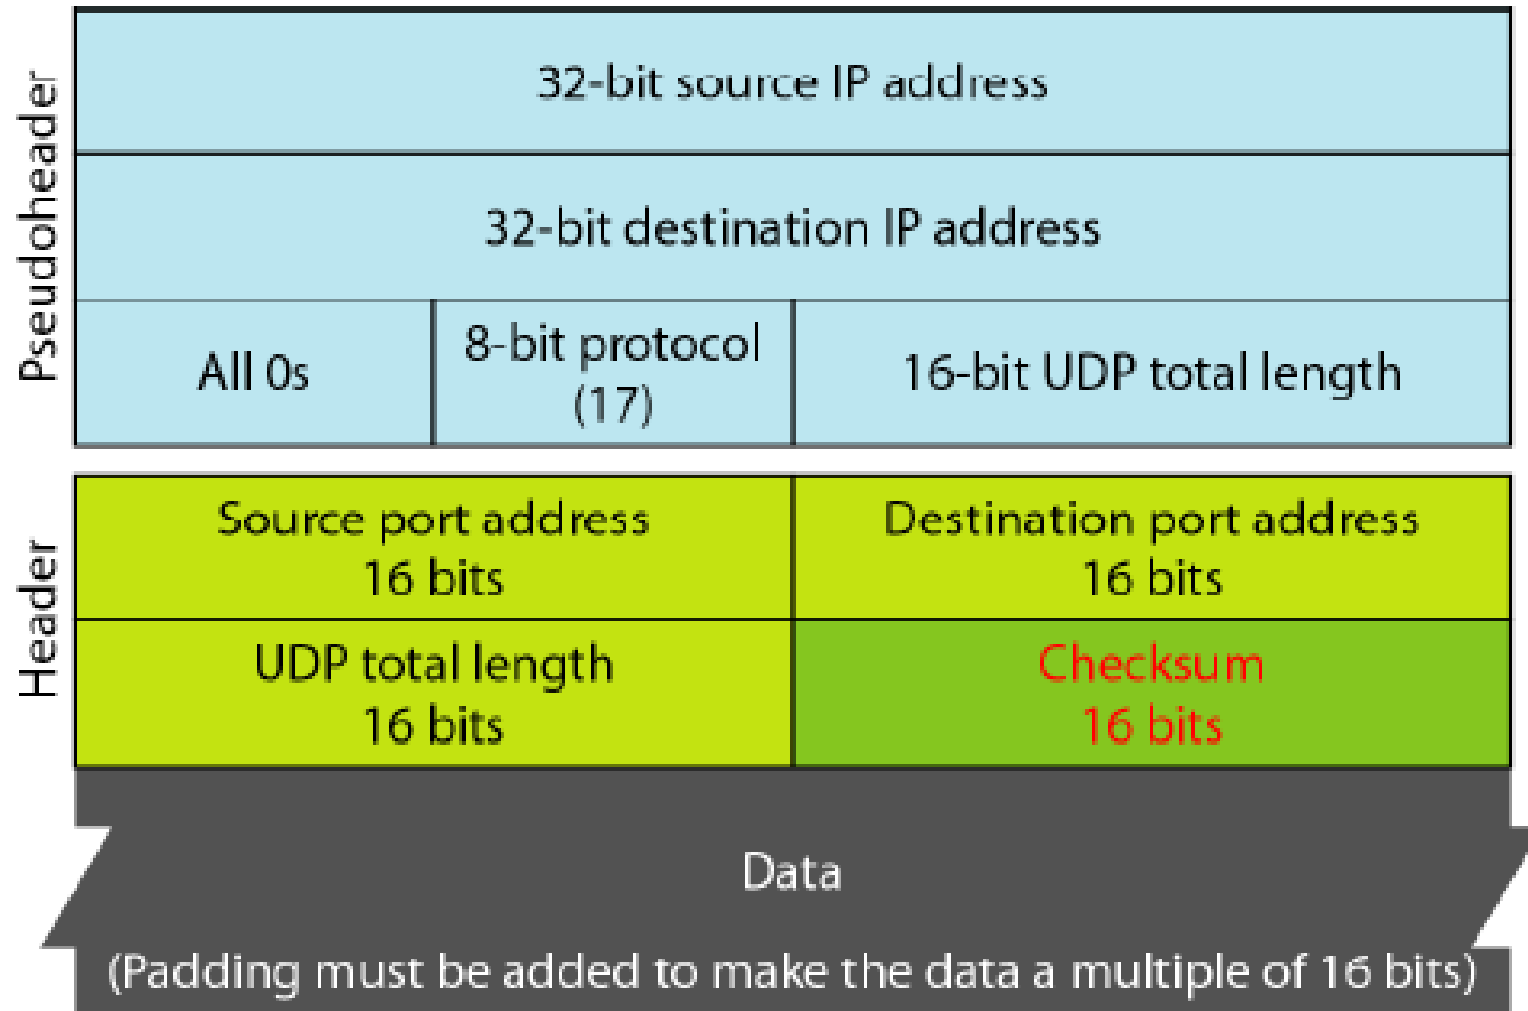 Pseudoheader
32-bit source IP address
32-bit destination IP address
All 0s
8-bit protocol
(17)
16-bit UDP total length
Header
Source port address
16 bits
Destination port address
16 bits
UDP total length
16 bits
Checksum
16 bits
Data
(Padding must be added to make the data a multiple of 16 bits)